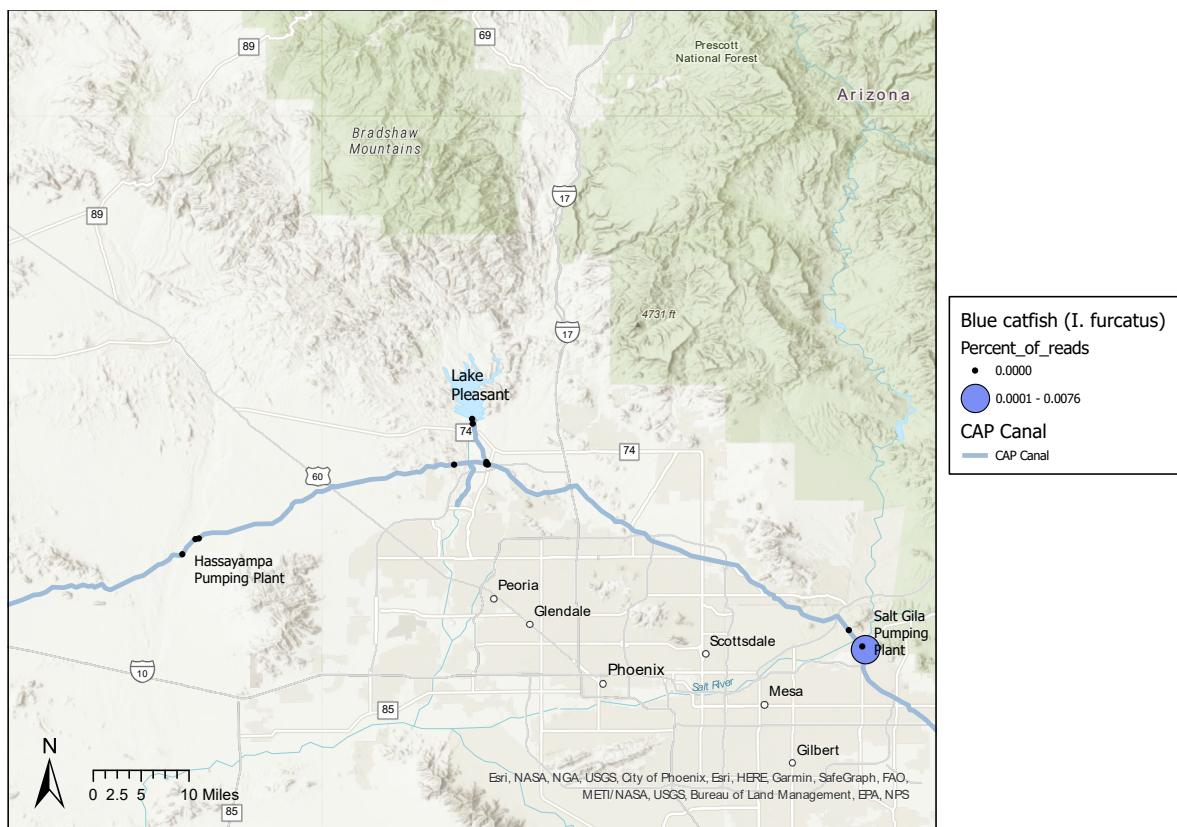 89
69
Prescott
National Forest
Arizona
Bradshaw
Mountains
17
89
4731 ft
17
Lake
Pleasant
74
74
60
Hassayampa
Pumping Plant
Peoria
Glendale
Salt Gila
Pumping
Plant
Scottsdale
10
Phoenix
Salt River
Mesa
85
Gilbert
N
0 2.5 5 10 Miles
85
Esri, NASA, NGA, USGS, City of Phoenix, Esri, HERE, Garmin, SafeGraph, FAO,
METI/NASA, USGS, Bureau of Land Management, EPA, NPS
Blue catfish (I. furcatus)
Percent_of_reads
0.0000
0.0001 - 0.0076
CAP Canal
CAP Canal